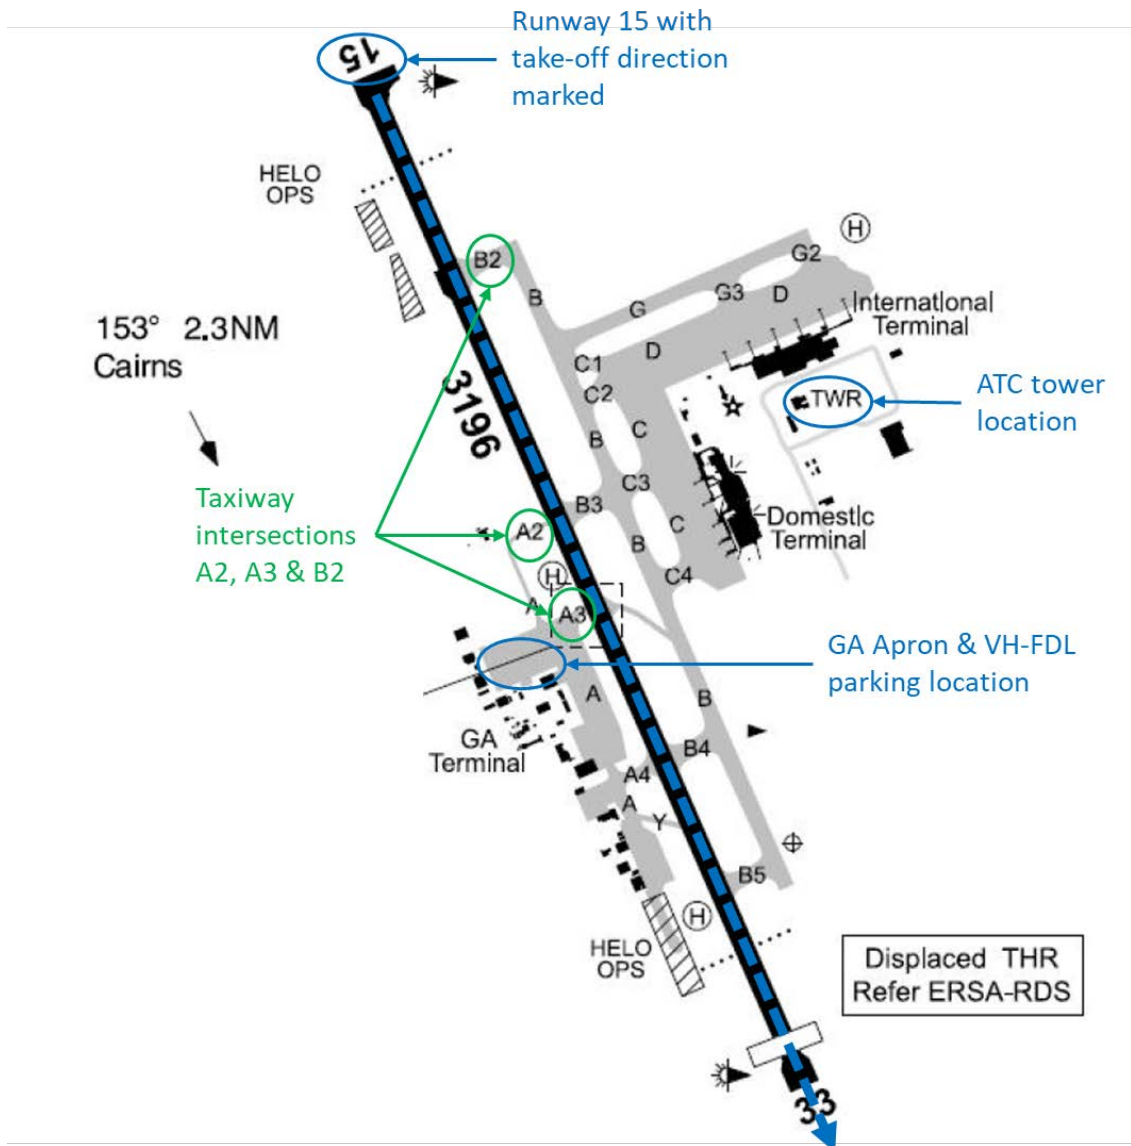 Runway 15 with
take-off direction
marked
15
HELO
OPS
B2
B
G2
H
G3
D
G
International
Terminal
153° 2.3NM
Cairns
D
C1
C2
TWR
ATC tower
location
3196
B
C
C3
B3
Taxiway
intersections
A2, A3 & B2
A2
C
Domestic
Terminal
B
H
C4
A
A3
GA Apron & VH-FDL
parking location
A
B
GA
Terminal
B4
A4
A
Y
B5
H
HELO
OPS
Displaced THR
Refer ERSA-RDS
33